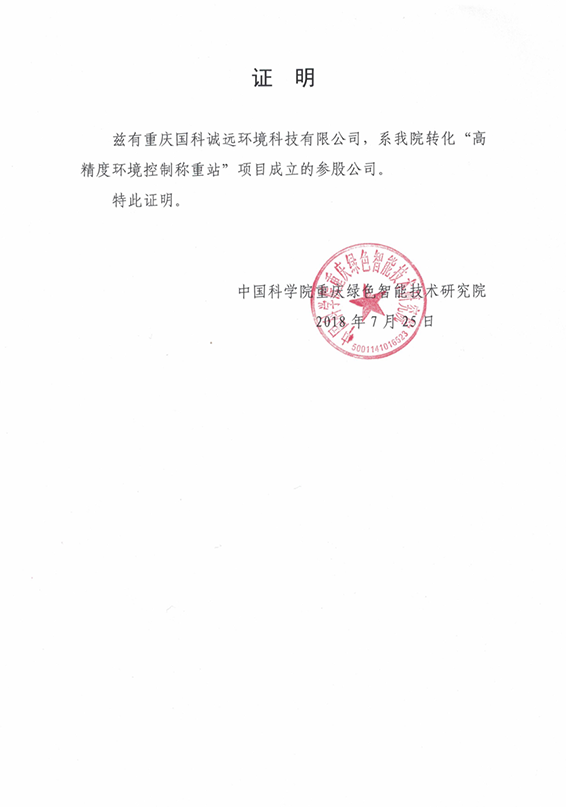 证 明
兹有重庆国科诚远环境科技有限公司，系我院转化“高
精度环境控制称重站”项目成立的参股公司。
特此证明。
中国科学院重庆绿色智能技术研究院
2018 年 7 月 25 日
中国科学院重庆绿色智能技术研究院
5001141016523